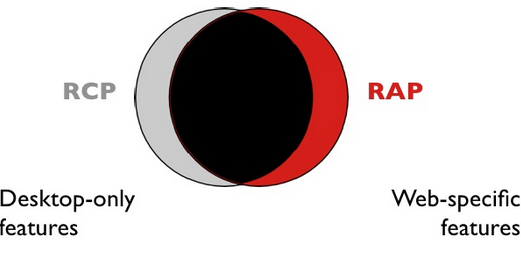 RCP
RAP
Desktop-only
features
Web-specific
features